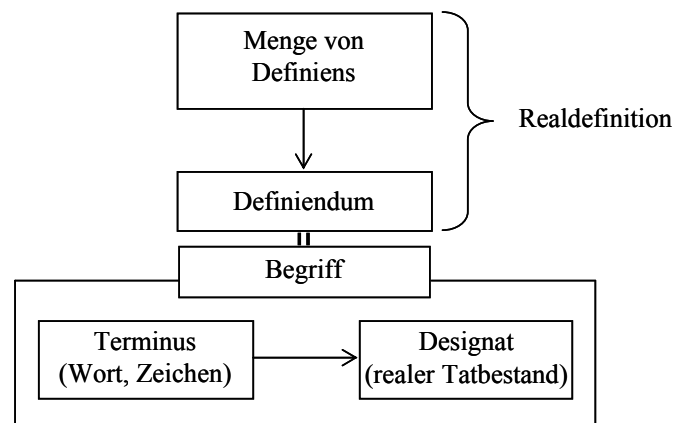 Menge von
Definiens
Realdefinition
Definiendum
Begriff
Terminus
(Wort, Zeichen)
Designat
(realer Tatbestand)